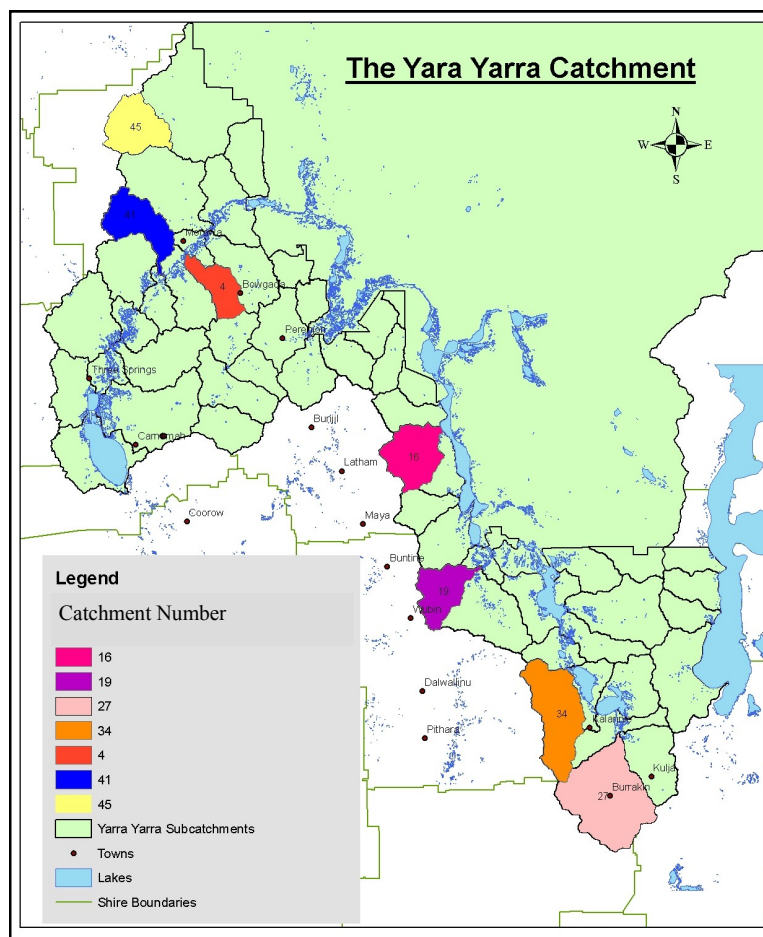 The Yara Yarra Catchment
N
W E
S
45
41
Morawa
4
Bowgada
Perenjori
Three Springs
Carnamah
Bunjil
Latham
16
Coorow
Maya
Buntine
19
Wubin
Dalwallinu
Pithara
34
Kalannie
Kulja
27
Burrakin
Legend
Catchment Number
16
19
27
34
4
41
45
Yarra Yarra Subcatchments
Towns
Lakes
Shire Boundaries